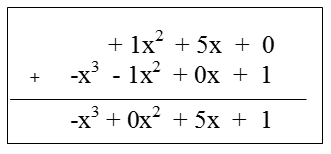 + 1x² + 5x + 0
+ -x³ - 1x² + 0x + 1
-x³ + 0x² + 5x + 1